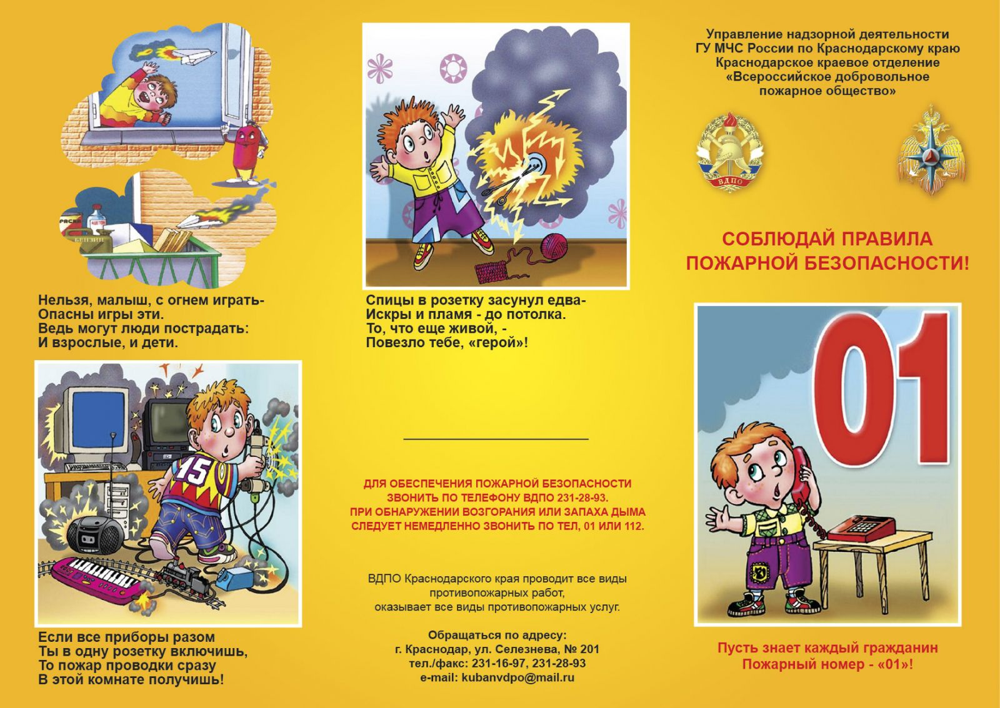 РАСКА
АЦЕТОН
БЕНЗИН
Нельзя, малыш, с огнем играть-
Опасны игры эти.
Ведь могут люди пострадать:
И взрослые, и дети.
45
Если все приборы разом
Ты в одну розетку включишь,
То пожар проводки сразу
В этой комнате получишь!
Спицы в розетку засунул едва-
Искры и пламя - до потолка.
То, что еще живой, -
Повезло тебе, «герой»!
ДЛЯ ОБЕСПЕЧЕНИЯ ПОЖАРНОЙ БЕЗОПАСНОСТИ
ЗВОНИТЬ ПО ТЕЛЕФОНУ ВДПО 231-28-93.
ПРИ ОБНАРУЖЕНИИ ВОЗГОРАНИЯ ИЛИ ЗАПАХА ДЫМА
СЛЕДУЕТ НЕМЕДЛЕННО ЗВОНИТЬ ПО ТЕЛ, 01 ИЛИ 112.
ВДПО Краснодарского края проводит все виды
противопожарных работ,
оказывает все виды противопожарных услуг.
Обращаться по адресу:
г. Краснодар, ул. Селезнева, № 201
тел./факс: 231-16-97, 231-28-93
e-mail: kubanvdpo@mail.ru
Управление надзорной деятельности
ГУ МЧС России по Краснодарскому краю
Краснодарское краевое отделение
«Всероссийское добровольное
пожарное общество»
ВДПО
СОБЛЮДАЙ ПРАВИЛА
ПОЖАРНОЙ БЕЗОПАСНОСТИ!
01
Пусть знает каждый гражданин
Пожарный номер - «01»!